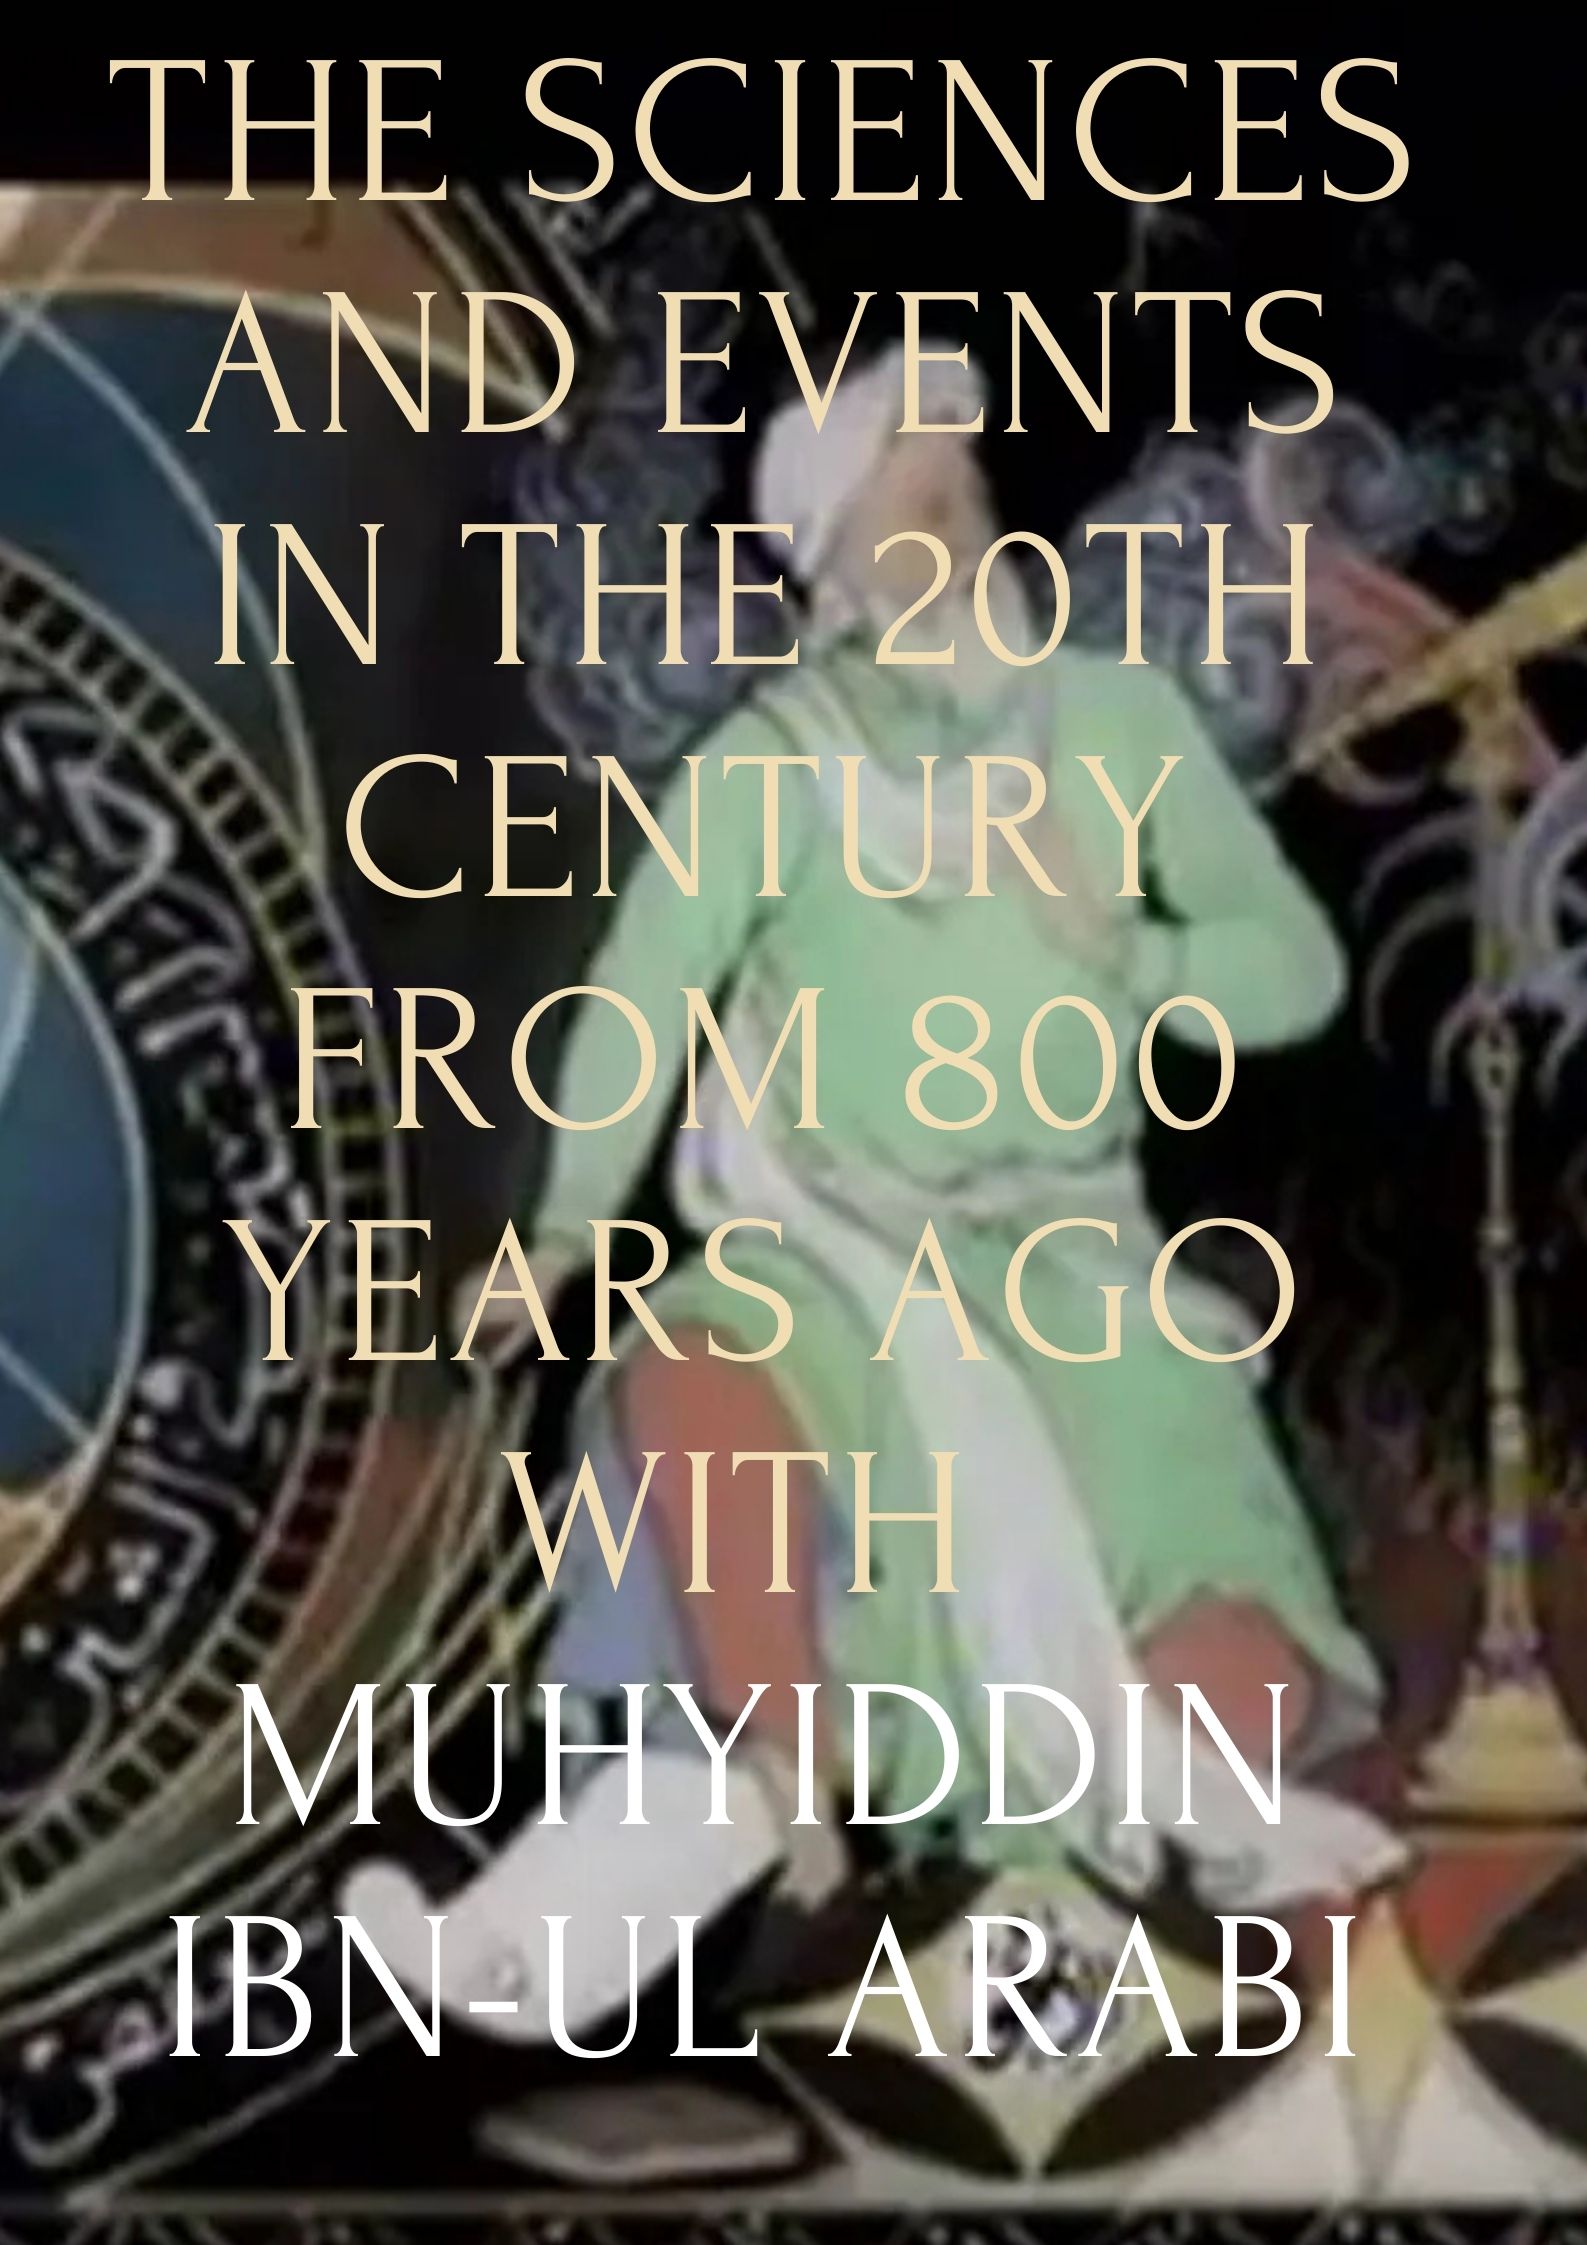 THE SCIENCES
AND EVENTS
IN THE 20TH
CENTURY
FROM 800
YEARS AGO
WITH
MUHYIDDIN
IBN-UL ARABI